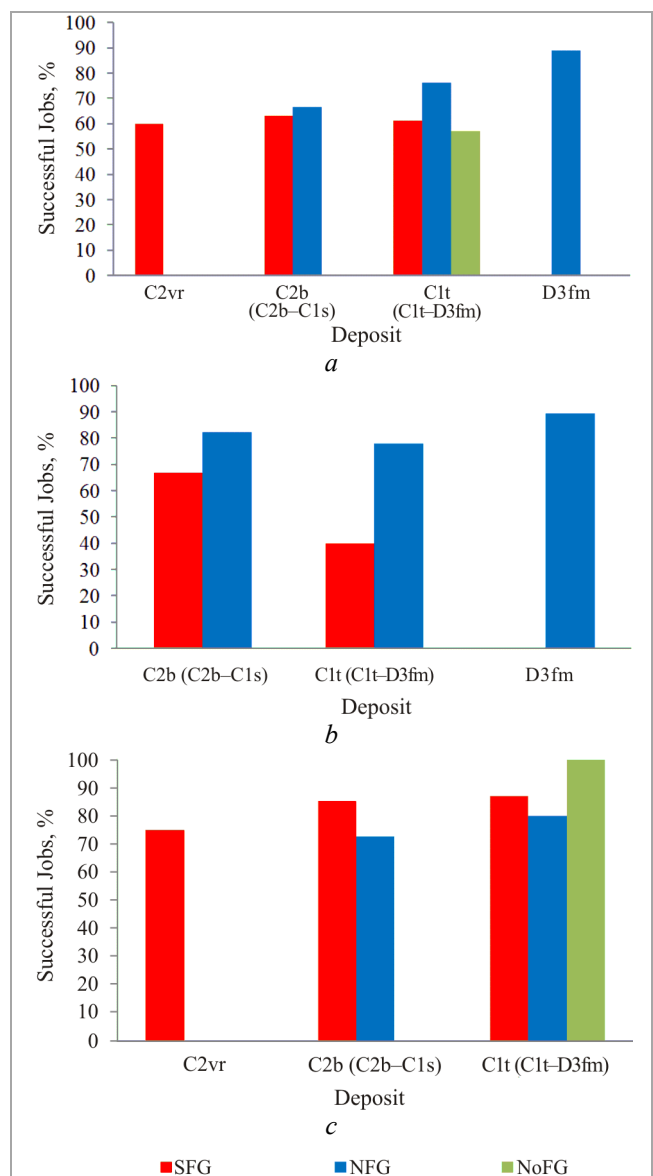 Successful Jobs, %
100
90
80
70
60
50
40
30
20
10
0
C2vr C2b C1t D3fm
(C2b–C1s) (C1t–D3fm)
Deposit
a
Successful Jobs, %
100
90
80
70
60
50
40
30
20
10
0
C2b (C2b–C1s) C1t (C1t–D3fm) D3fm
Deposit
b
Successful Jobs, %
100
90
80
70
60
50
40
30
20
10
0
C2vr C2b (C2b–C1s) C1t (C1t–D3fm)
Deposit
c
SFG NFG NoFG